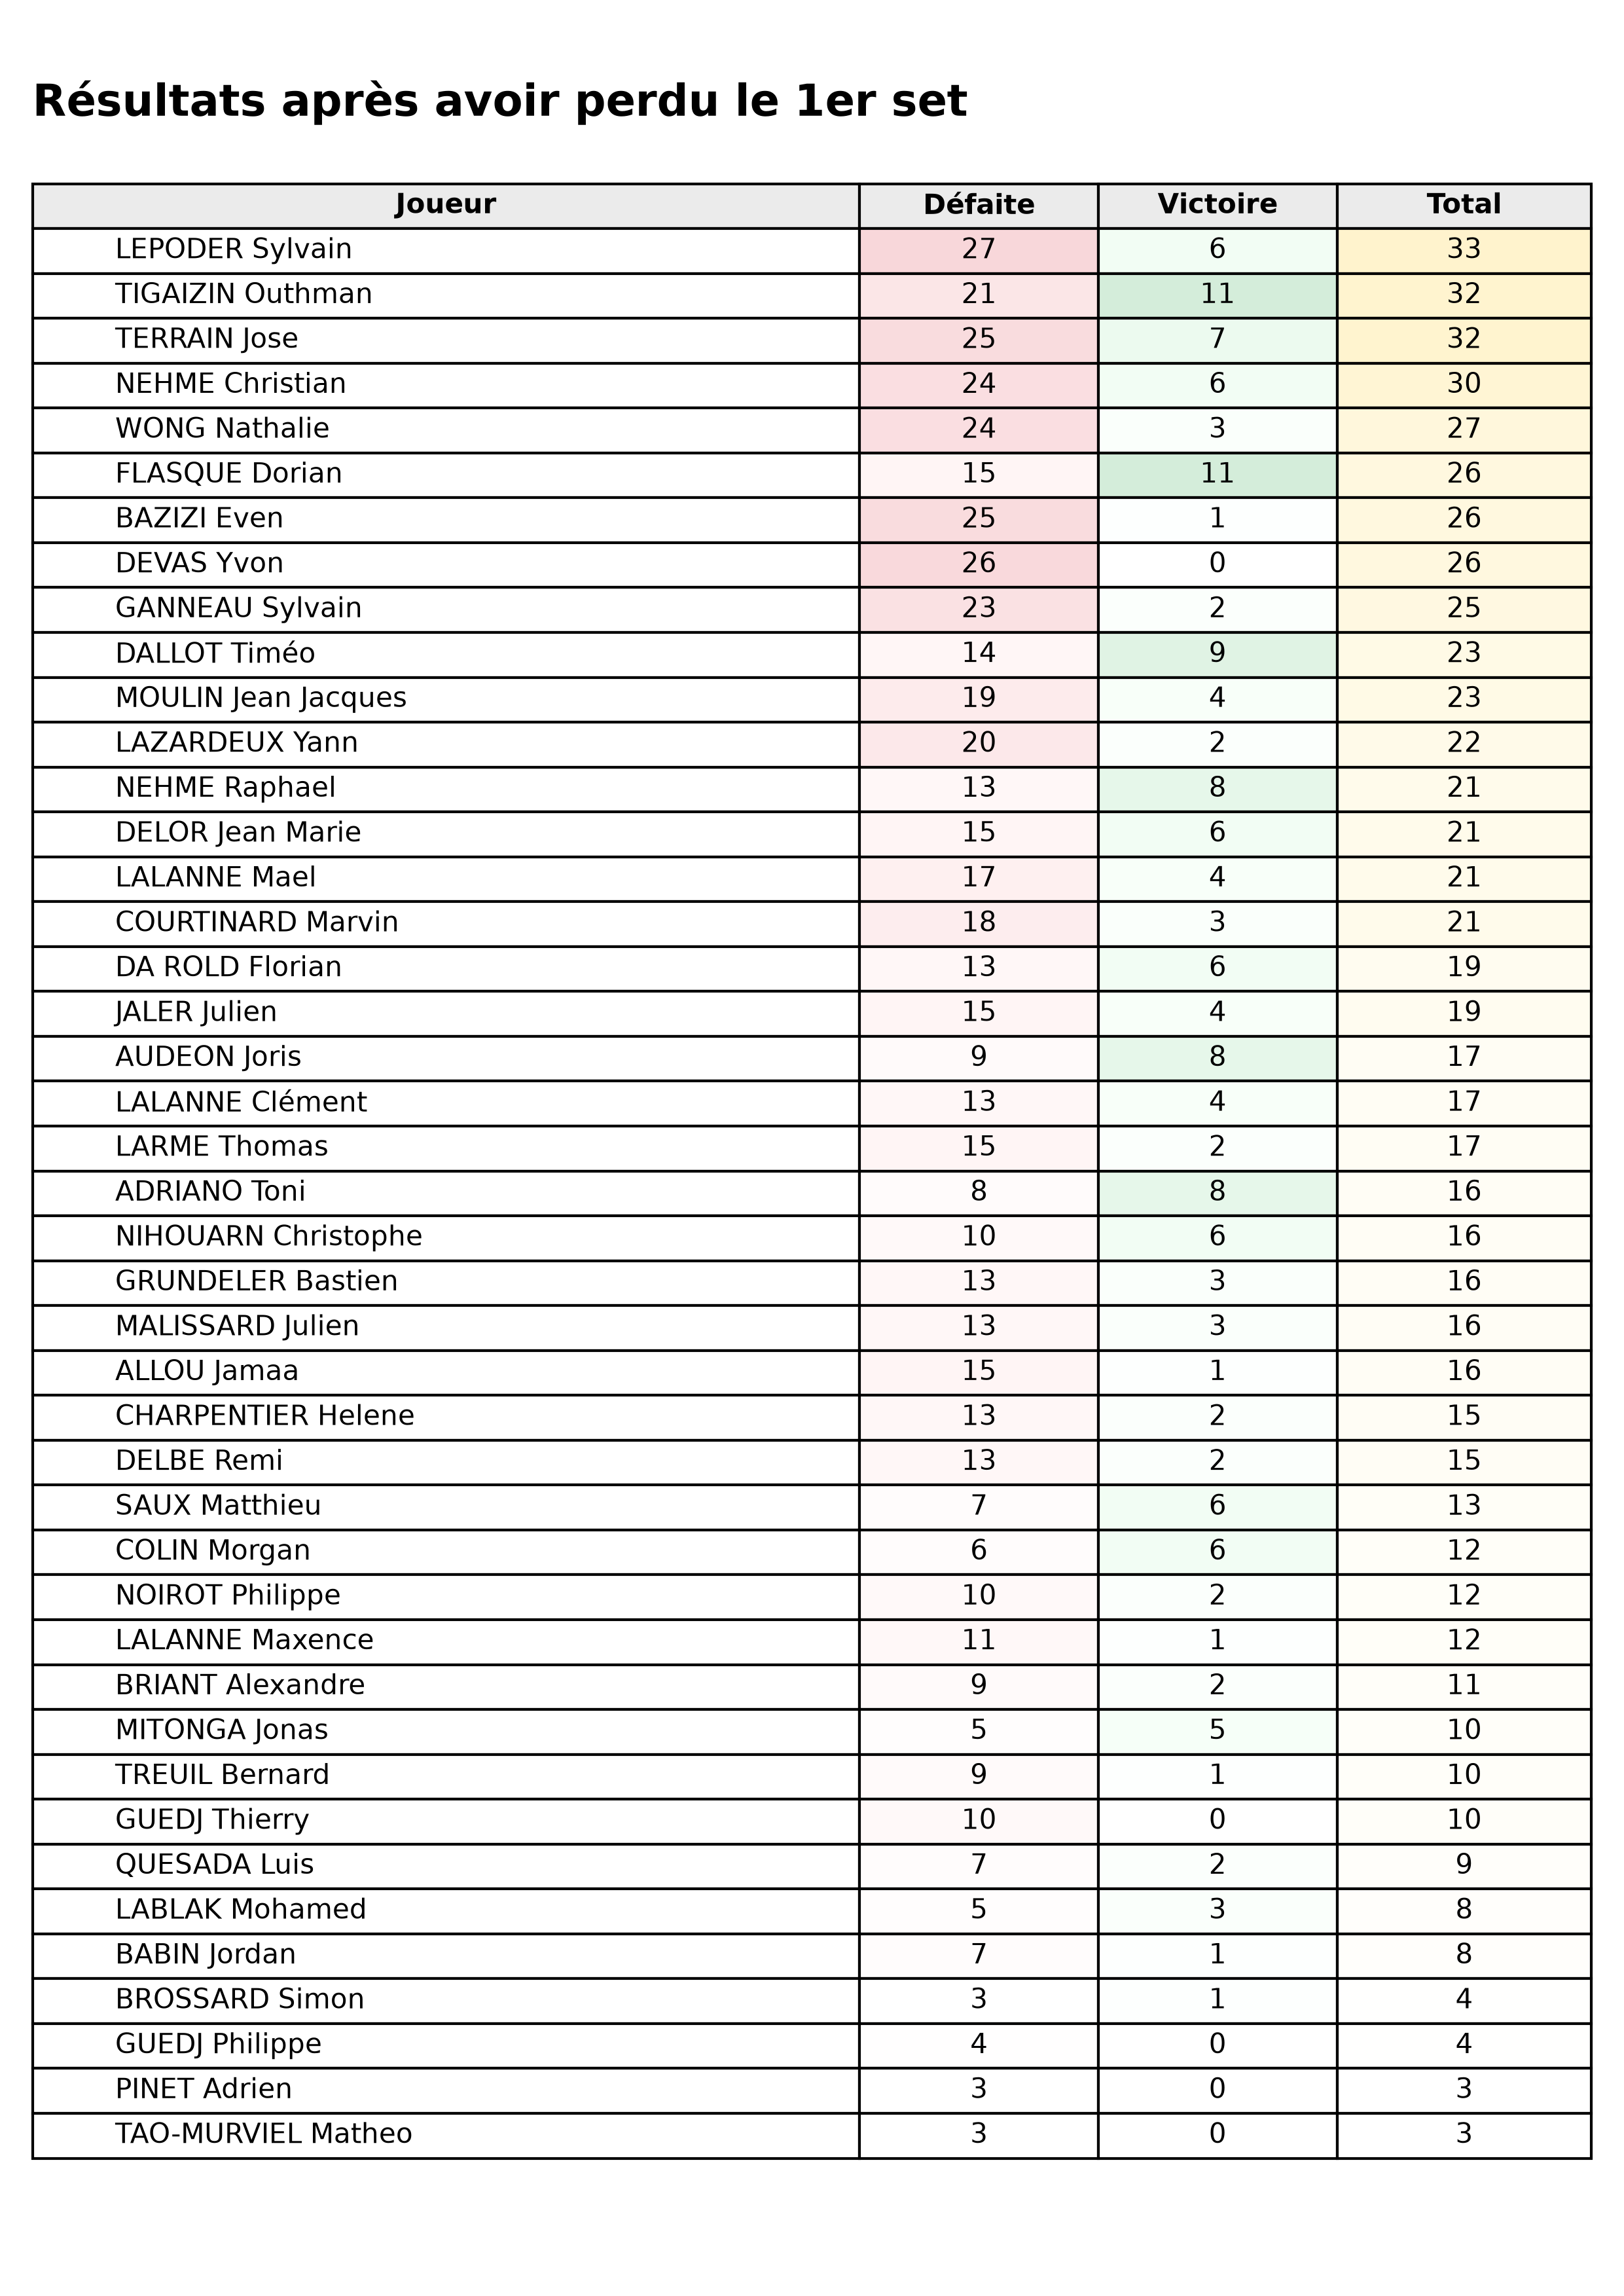 Résultats après avoir perdu le 1er set
Joueur Défaite Victoire Total
LEPODER Sylvain 27 6 33
TIGAIZIN Outhman 21 11 32
TERRAIN Jose 25 7 32
NEHME Christian 24 6 30
WONG Nathalie 24 3 27
FLASQUE Dorian 15 11 26
BAZIZI Even 25 1 26
DEVAS Yvon 26 0 26
GANNEAU Sylvain 23 2 25
DALLOT Timéo 14 9 23
MOULIN Jean Jacques 19 4 23
LAZARDEUX Yann 20 2 22
NEHME Raphael 13 8 21
DELOR Jean Marie 15 6 21
LALANNE Mael 17 4 21
COURTINARD Marvin 18 3 21
DA ROLD Florian 13 6 19
JALER Julien 15 4 19
AUDEON Joris 9 8 17
LALANNE Clément 13 4 17
LARME Thomas 15 2 17
ADRIANO Toni 8 8 16
NIHOUARN Christophe 10 6 16
GRUNDELER Bastien 13 3 16
MALISSARD Julien 13 3 16
ALLOU Jamaa 15 1 16
CHARPENTIER Helene 13 2 15
DELBE Remi 13 2 15
SAUX Matthieu 7 6 13
COLIN Morgan 6 6 12
NOIROT Philippe 10 2 12
LALANNE Maxence 11 1 12
BRIANT Alexandre 9 2 11
MITONGA Jonas 5 5 10
TREUIL Bernard 9 1 10
GUEDJ Thierry 10 0 10
QUESADA Luis 7 2 9
LABLAK Mohamed 5 3 8
BABIN Jordan 7 1 8
BROSSARD Simon 3 1 4
GUEDJ Philippe 4 0 4
PINET Adrien 3 0 3
TAO-MURVIEL Matheo 3 0 3